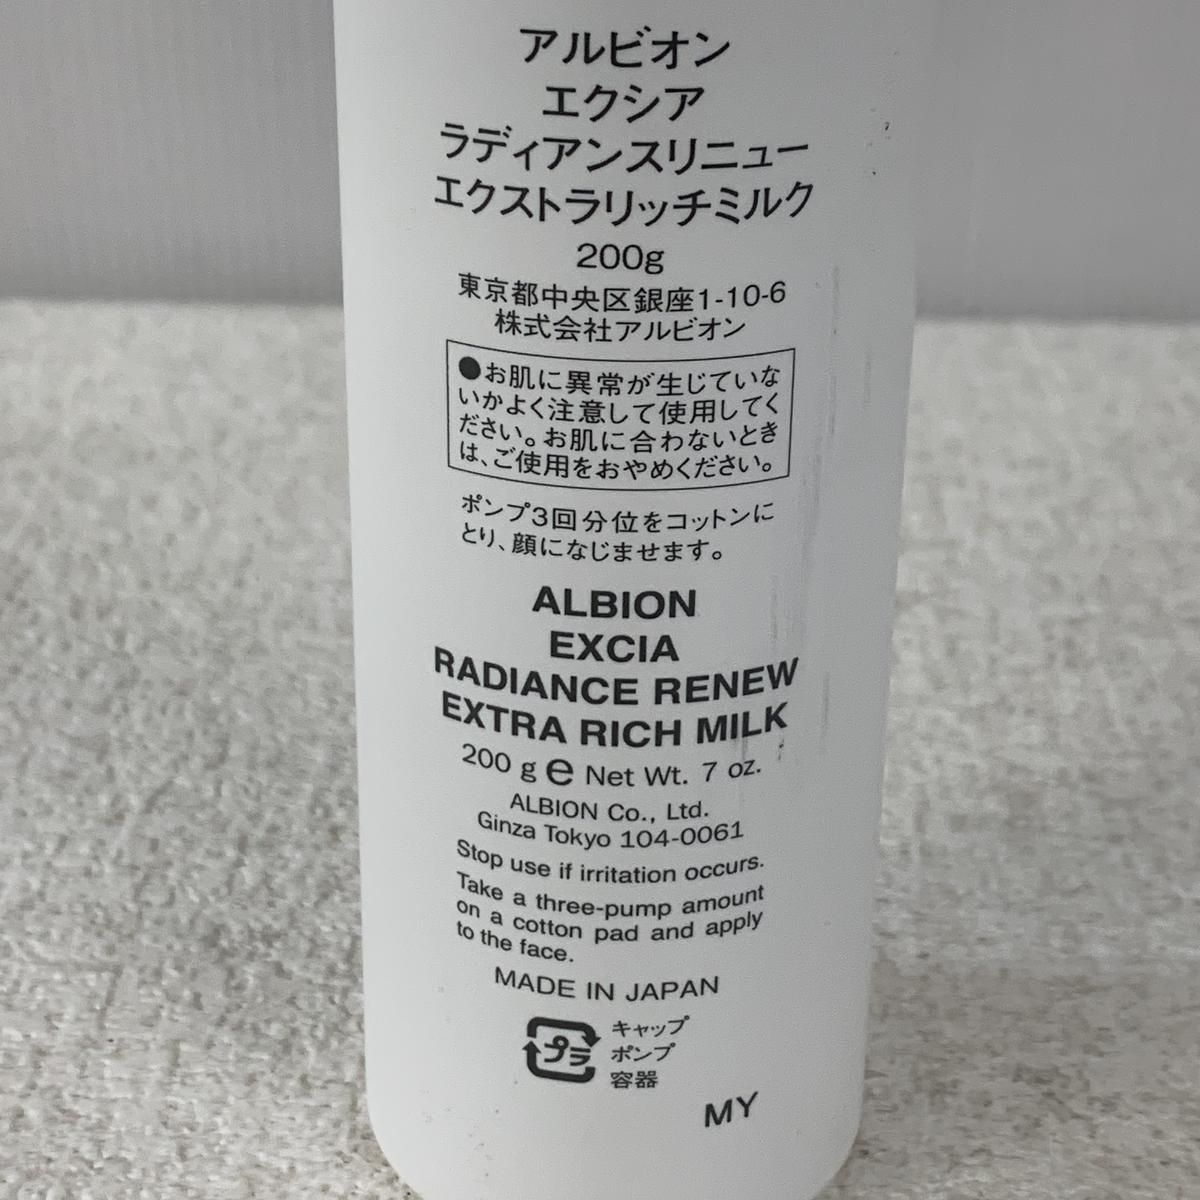 アルビオン
エクシア
ラディアンスリニュー
エクストラリッチミルク
200g
東京都中央区銀座1-10-6
株式会社アルビオン
●お肌に異常が生じていな
いかよく注意して使用してく
ださい。お肌に合わないとき
は、ご使用をおやめください。
ポンプ3回分位をコットンに
とり、顔になじませます。
ALBION
EXCIA
RADIANCE RENEW
EXTRA RICH MILK
200 g ℮ Net Wt. 7 oz.
ALBION Co., Ltd.
Ginza Tokyo 104-0061
Stop use if irritation occurs.
Take a three-pump amount
on a cotton pad and apply
to the face.
MADE IN JAPAN
プラ
キャップ
ポンプ
容器
MY